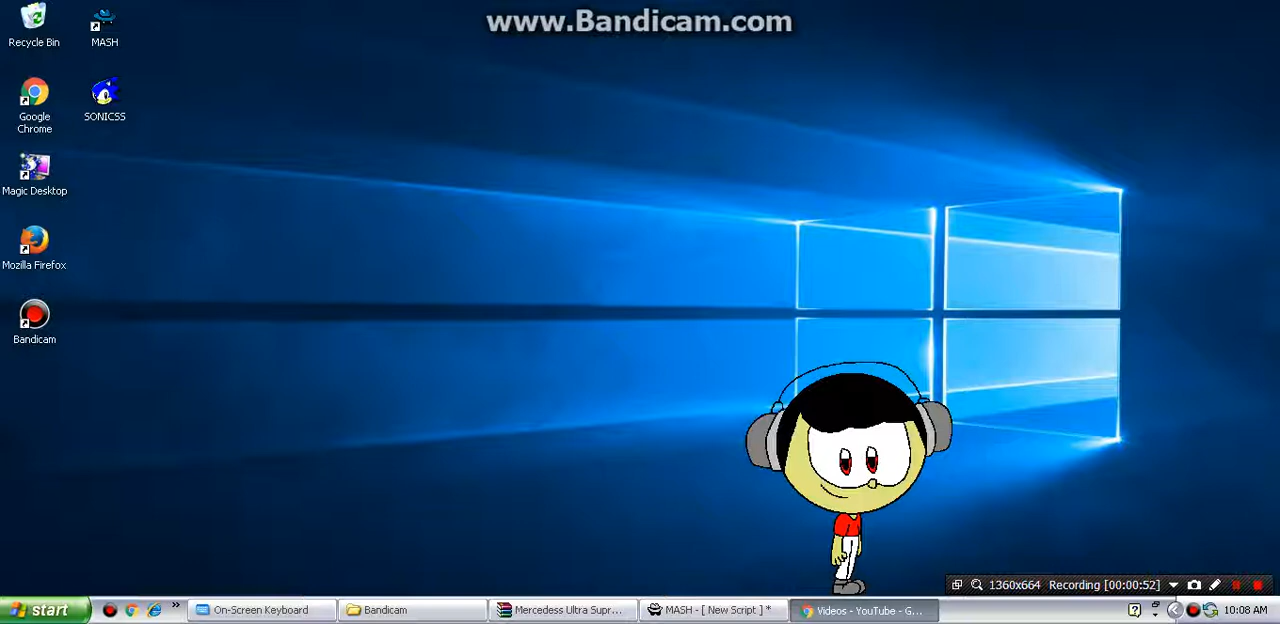 www.Bandicam.com
Recycle Bin
MASH
Google
Chrome
SONICSS
Magic Desktop
Mozilla Firefox
Bandicam
1360x664 Recording [00:00:52]
start
On-Screen Keyboard
Bandicam
Mercedess Ultra Supr...
MASH - [ New Script ] *
Videos - YouTube - G...
10:08 AM